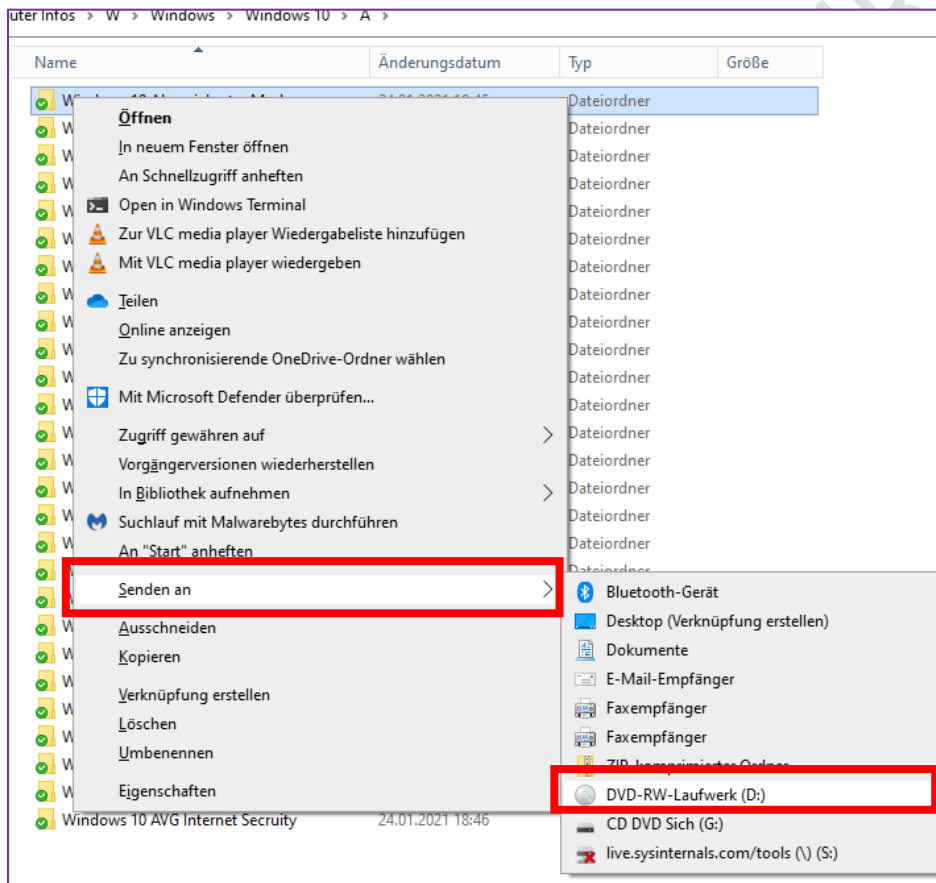 uter Infos > W > Windows > Windows 10 > A >
Name Änderungsdatum Typ Größe
Dateiordner
Öffnen
Dateiordner
In neuem Fenster öffnen
Dateiordner
An Schnellzugriff anheften
Dateiordner
Open in Windows Terminal
Dateiordner
Zur VLC media player Wiedergabeliste hinzufügen
Dateiordner
Mit VLC media player wiedergeben
Dateiordner
Dateiordner
Teilen
Dateiordner
Online anzeigen
Dateiordner
Zu synchronisierende OneDrive-Ordner wählen
Dateiordner
Mit Microsoft Defender überprüfen...
Dateiordner
Zugriff gewähren auf
Dateiordner
Vorgängerversionen wiederherstellen
Dateiordner
In Bibliothek aufnehmen
Dateiordner
Suchlauf mit Malwarebytes durchführen
Dateiordner
An "Start" anheften
Dateiordner
Dateiordner
Senden an
Ausschneiden
Kopieren
Verknüpfung erstellen
Löschen
Umbenennen
Eigenschaften
Bluetooth-Gerät
Desktop (Verknüpfung erstellen)
Dokumente
E-Mail-Empfänger
Faxempfänger
Faxempfänger
ZIP-komprimierter Ordner
DVD-RW-Laufwerk (D:)
CD DVD Sich (G:)
live.sysinternals.com/tools (\) (S:)
Windows 10 AVG Internet Secruity 24.01.2021 18:46